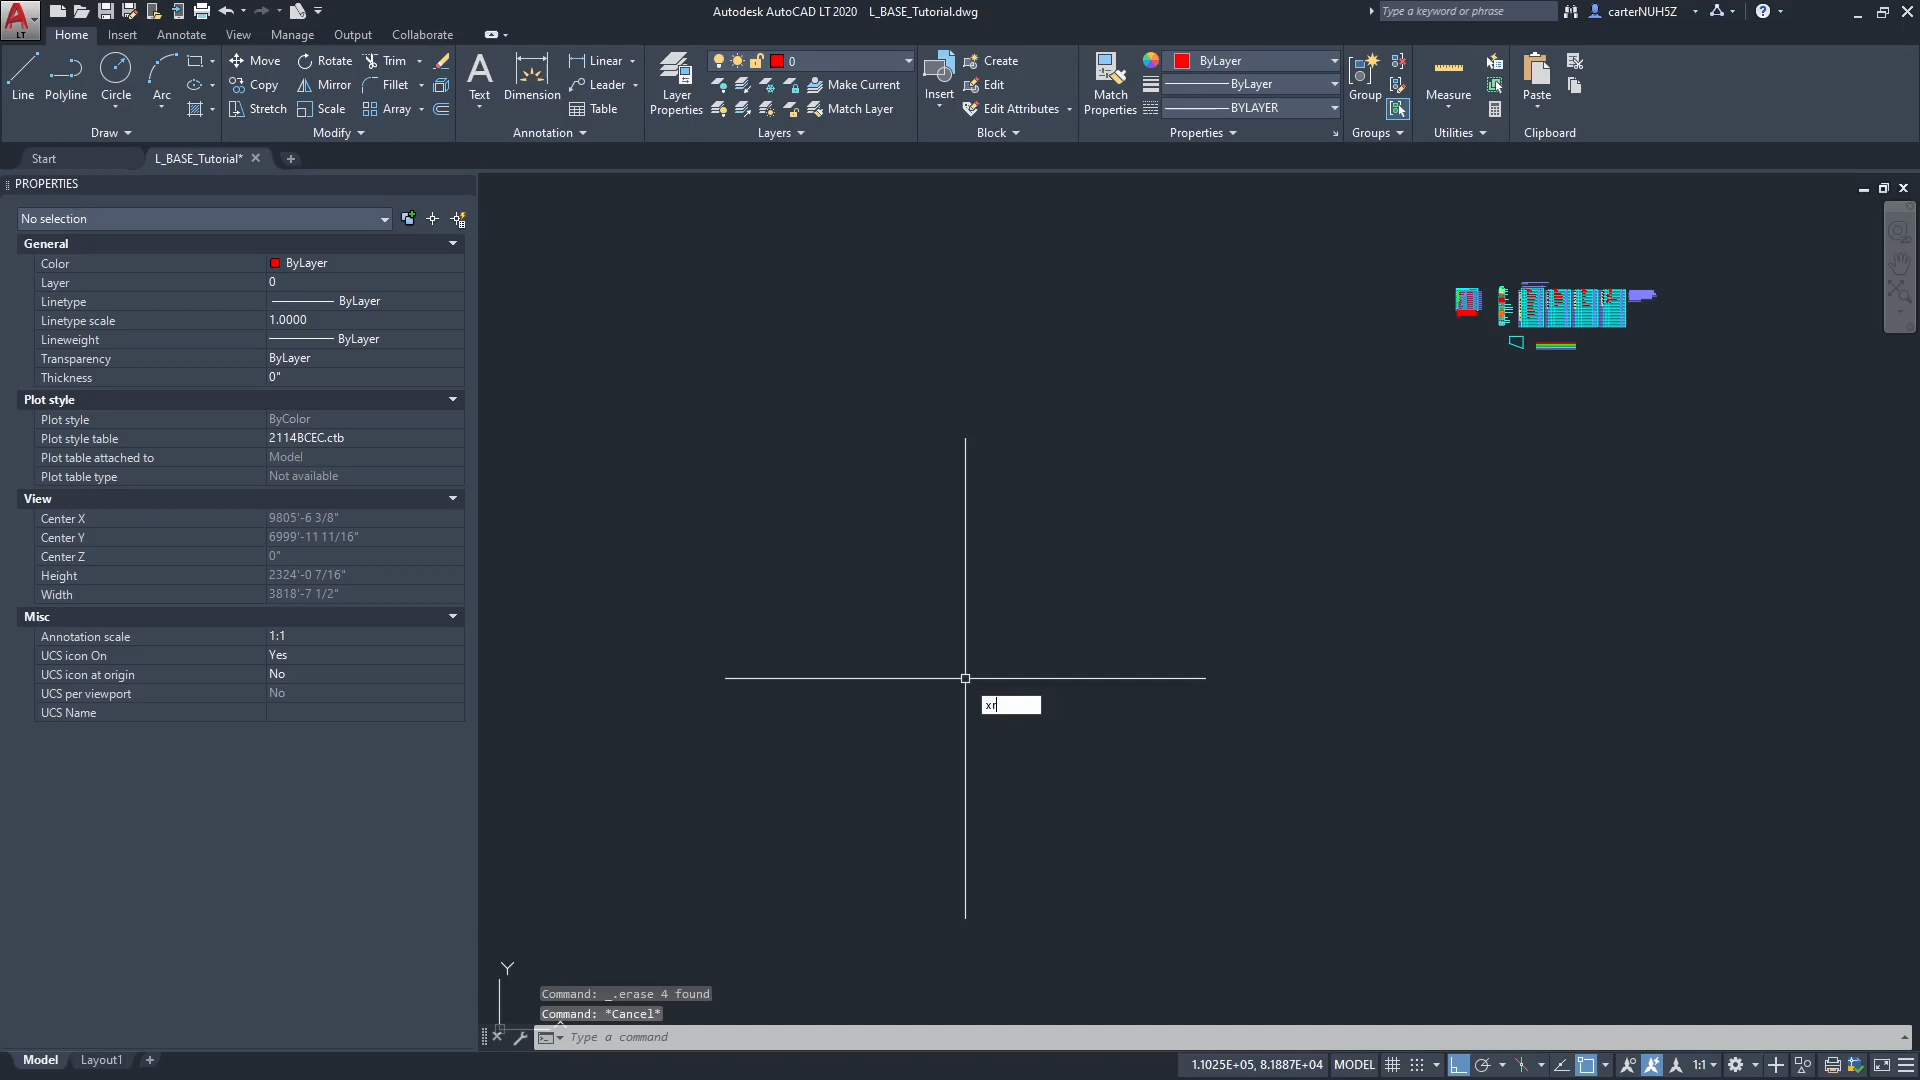 Autodesk AutoCAD LT 2020 L_BASE_Tutorial.dwg
Type a keyword or phrase
carterNUH5Z
LT
Home Insert Annotate View Manage Output Collaborate
Line Polyline Circle Arc
Move Rotate Trim
Copy Mirror Fillet
Stretch Scale Array
Text Dimension
Linear
Leader
Table
Layer Properties
0
Make Current
Match Layer
Insert
Create
Edit
Edit Attributes
Match Properties
ByLayer
ByLayer
BYLAYER
Group
Measure
Paste
Draw Modify Annotation Layers Block Properties Groups Utilities Clipboard
Start L_BASE_Tutorial*
PROPERTIES
No selection
General
Color ByLayer
Layer 0
Linetype ByLayer
Linetype scale 1.0000
Lineweight ByLayer
Transparency ByLayer
Thickness 0"
Plot style
Plot style ByColor
Plot style table 2114BCEC.ctb
Plot table attached to Model
Plot table type Not available
View
Center X 9805'-6 3/8"
Center Y 6999'-11 11/16"
Center Z 0"
Height 2324'-0 7/16"
Width 3818'-7 1/2"
Misc
Annotation scale 1:1
UCS icon On Yes
UCS icon at origin No
UCS per viewport No
UCS Name
xr
Y
Command: _.erase 4 found
Command: *Cancel*
Type a command
Model Layout1
1.1025E+05, 8.1887E+04 MODEL 1:1